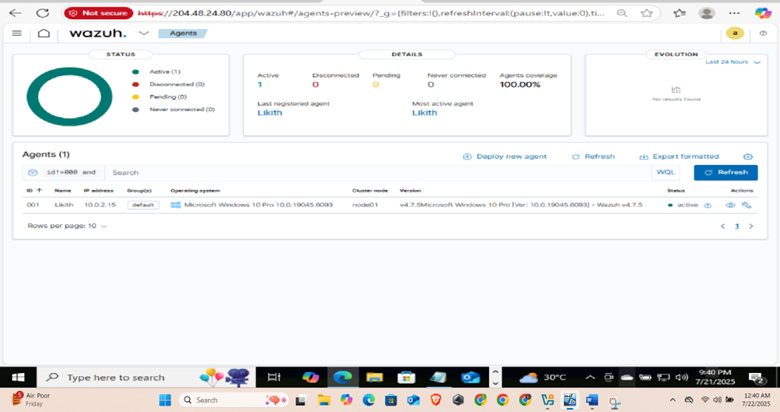 Not secure https://204.48.24.80/app/wazuh#/agents-preview/?_g=(filters:!(),refreshInterval:(pause:!t,value:0),ti...
wazuh. Agents a
STATUS
Active (1)
Disconnected (0)
Pending (0)
Never connected (0)
DETAILS
Active Disconnected Pending Never connected Agents coverage
1 0 0 0 100.00%
Last registered agent Most active agent
Likith Likith
EVOLUTION
Last 24 hours
No results found
Agents (1)
Deploy new agent Refresh Export formatted
id!=000 and Search WQL Refresh
ID Name IP address Group(s) Operating system Cluster node Version Status Actions
001 Likith 10.0.2.15 default Microsoft Windows 10 Pro 10.0.19045.6093 node01 v4.7.5Microsoft Windows 10 Pro [Ver: 10.0.19045.6093] - Wazuh v4.7.5 active
Rows per page: 10 1
Type here to search 30°C 9:40 PM
7/21/2025 2
Air: Poor
Friday
Search
12:40 AM
7/22/2025